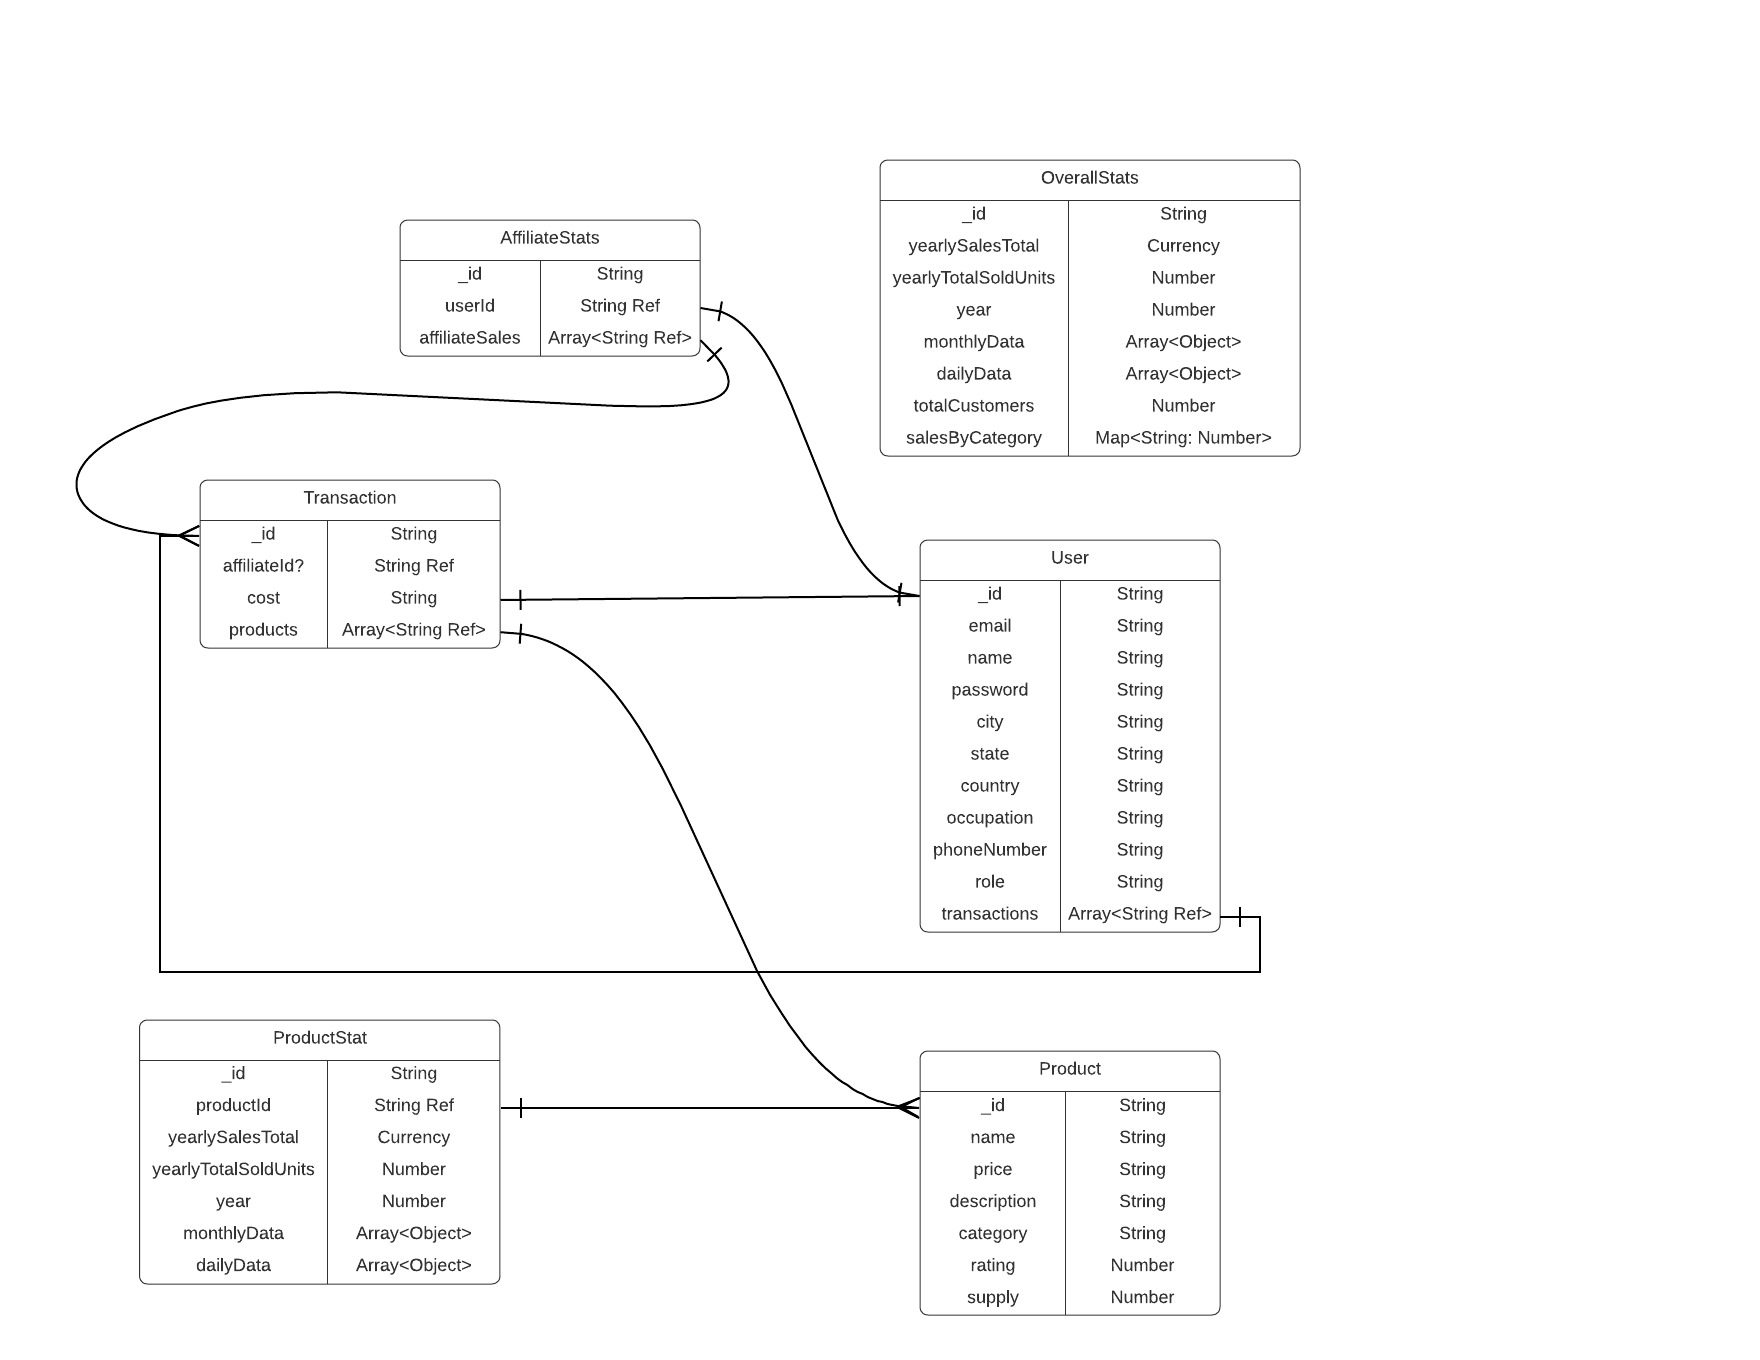 OverallStats
_id String
yearlySalesTotal Currency
yearlyTotalSoldUnits Number
year Number
monthlyData Array<Object>
dailyData Array<Object>
totalCustomers Number
salesByCategory Map<String: Number>
AffiliateStats
_id String
userId String Ref
affiliateSales Array<String Ref>
Transaction
_id String
affiliateId? String Ref
cost String
products Array<String Ref>
User
_id String
email String
name String
password String
city String
state String
country String
occupation String
phoneNumber String
role String
transactions Array<String Ref>
ProductStat
_id String
productId String Ref
yearlySalesTotal Currency
yearlyTotalSoldUnits Number
year Number
monthlyData Array<Object>
dailyData Array<Object>
Product
_id String
name String
price String
description String
category String
rating Number
supply Number